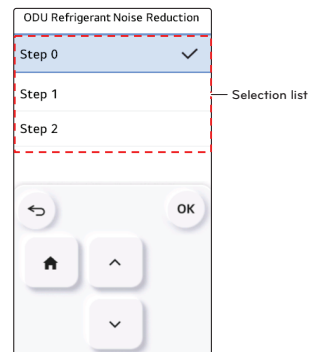 ODU Refrigerant Noise Reduction
Step 0
Step 1
Selection list
Step 2
OK